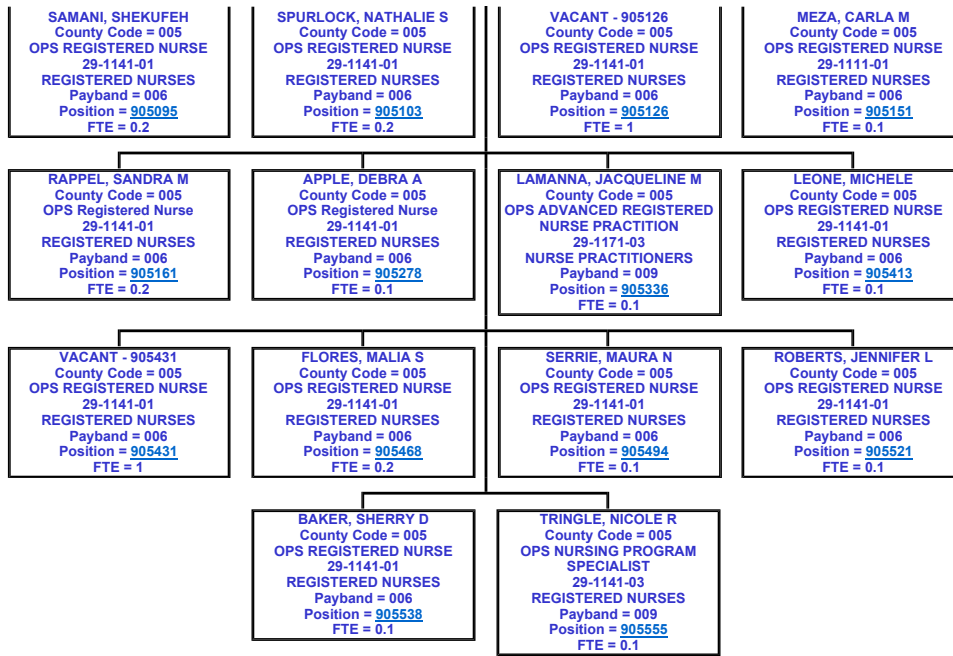 SAMANI, SHEKUFEH
County Code = 005
OPS REGISTERED NURSE
29-1141-01
REGISTERED NURSES
Payband = 006
Position = 905095
FTE = 0.2
SPURLOCK, NATHALIE S
County Code = 005
OPS REGISTERED NURSE
29-1141-01
REGISTERED NURSES
Payband = 006
Position = 905103
FTE = 0.2
VACANT - 905126
County Code = 005
OPS REGISTERED NURSE
29-1141-01
REGISTERED NURSES
Payband = 006
Position = 905126
FTE = 1
MEZA, CARLA M
County Code = 005
OPS REGISTERED NURSE
29-1111-01
REGISTERED NURSES
Payband = 006
Position = 905151
FTE = 0.1
RAPPEL, SANDRA M
County Code = 005
OPS Registered Nurse
29-1141-01
REGISTERED NURSES
Payband = 006
Position = 905161
FTE = 0.2
APPLE, DEBRA A
County Code = 005
OPS Registered Nurse
29-1141-01
REGISTERED NURSES
Payband = 006
Position = 905278
FTE = 0.1
LAMANNA, JACQUELINE M
County Code = 005
OPS ADVANCED REGISTERED
NURSE PRACTITION
29-1171-03
NURSE PRACTITIONERS
Payband = 009
Position = 905336
FTE = 0.1
LEONE, MICHELE
County Code = 005
OPS REGISTERED NURSE
29-1141-01
REGISTERED NURSES
Payband = 006
Position = 905413
FTE = 0.1
VACANT - 905431
County Code = 005
OPS REGISTERED NURSE
29-1141-01
REGISTERED NURSES
Payband = 006
Position = 905431
FTE = 1
FLORES, MALIA S
County Code = 005
OPS REGISTERED NURSE
29-1141-01
REGISTERED NURSES
Payband = 006
Position = 905468
FTE = 0.2
SERRIE, MAURA N
County Code = 005
OPS REGISTERED NURSE
29-1141-01
REGISTERED NURSES
Payband = 006
Position = 905494
FTE = 0.1
ROBERTS, JENNIFER L
County Code = 005
OPS REGISTERED NURSE
29-1141-01
REGISTERED NURSES
Payband = 006
Position = 905521
FTE = 0.1
BAKER, SHERRY D
County Code = 005
OPS REGISTERED NURSE
29-1141-01
REGISTERED NURSES
Payband = 006
Position = 905538
FTE = 0.1
TRINGLE, NICOLE R
County Code = 005
OPS NURSING PROGRAM
SPECIALIST
29-1141-03
REGISTERED NURSES
Payband = 009
Position = 905555
FTE = 0.1